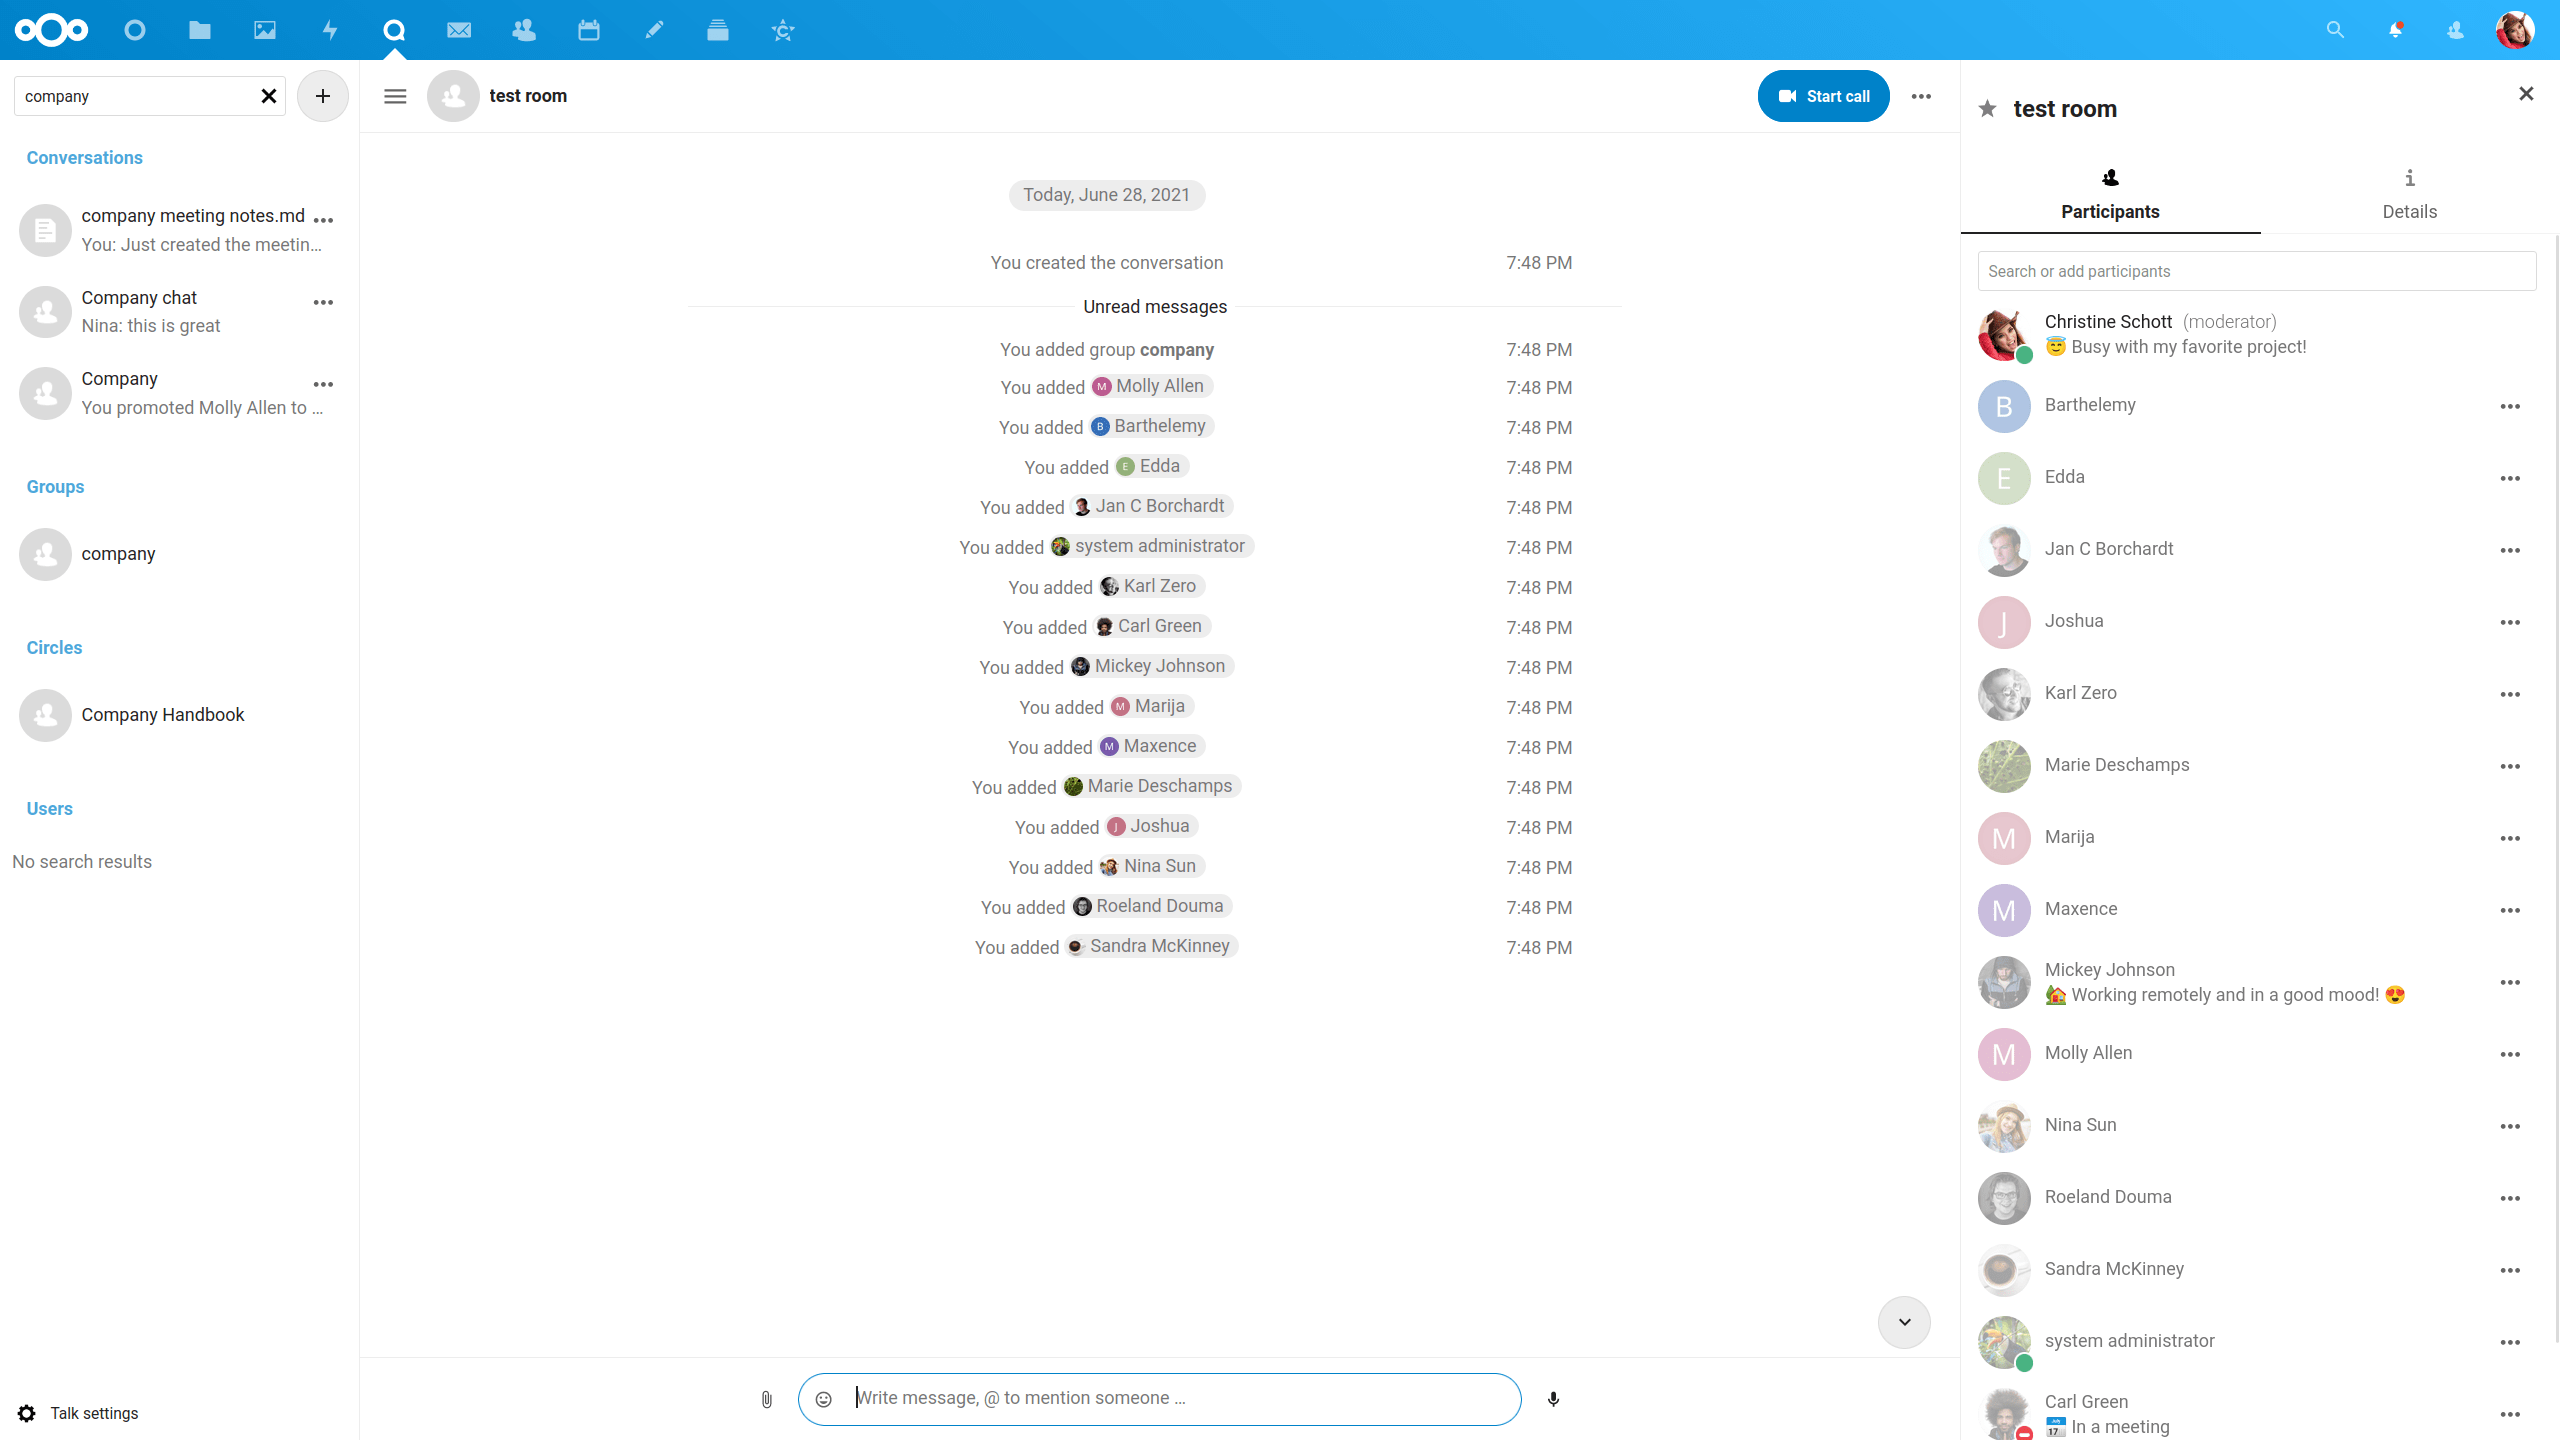 company
Conversations
company meeting notes.md
You: Just created the meetin…
Company chat
Nina: this is great
Company
You promoted Molly Allen to …
Groups
company
Circles
Company Handbook
Users
No search results
Talk settings
test room
Start call
Today, June 28, 2021
You created the conversation 7:48 PM
Unread messages
You added group company 7:48 PM
You added M Molly Allen 7:48 PM
You added B Barthelemy 7:48 PM
You added E Edda 7:48 PM
You added Jan C Borchardt 7:48 PM
You added system administrator 7:48 PM
You added Karl Zero 7:48 PM
You added Carl Green 7:48 PM
You added Mickey Johnson 7:48 PM
You added M Marija 7:48 PM
You added M Maxence 7:48 PM
You added Marie Deschamps 7:48 PM
You added J Joshua 7:48 PM
You added Nina Sun 7:48 PM
You added Roeland Douma 7:48 PM
You added Sandra McKinney 7:48 PM
Write message, @ to mention someone …
test room
Participants
Details
Search or add participants
Christine Schott (moderator)
😇 Busy with my favorite project!
B Barthelemy
E Edda
Jan C Borchardt
J Joshua
Karl Zero
Marie Deschamps
M Marija
M Maxence
Mickey Johnson
🏡 Working remotely and in a good mood! 😍
M Molly Allen
Nina Sun
Roeland Douma
Sandra McKinney
system administrator
Carl Green
📅 In a meeting